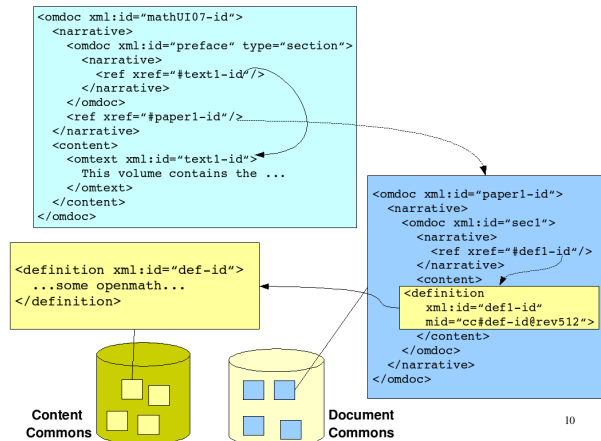 <omdoc xml:id=“mathUI07-id“>
<narrative>
<omdoc xml:id=“preface“ type=“section“>
<narrative>
<ref xref=“#text1-id“/>
</narrative>
</omdoc>
<ref xref=“#paper1-id“/>
</narrative>
<content>
<omtext xml:id=“text1-id“>
This volume contains the ...
</omtext>
</content>
</omdoc>
<omdoc xml:id=“paper1-id“>
<narrative>
<omdoc xml:id=“sec1“>
<narrative>
<ref xref=“#def1-id“/>
</narrative>
<content>
<definition
xml:id=“def1-id“
mid=“cc#def-id@rev512“>
</content>
</omdoc>
</narrative>
</omdoc>
<definition xml:id=“def-id“>
...some openmath...
</definition>
Content
Commons
Document
Commons
10